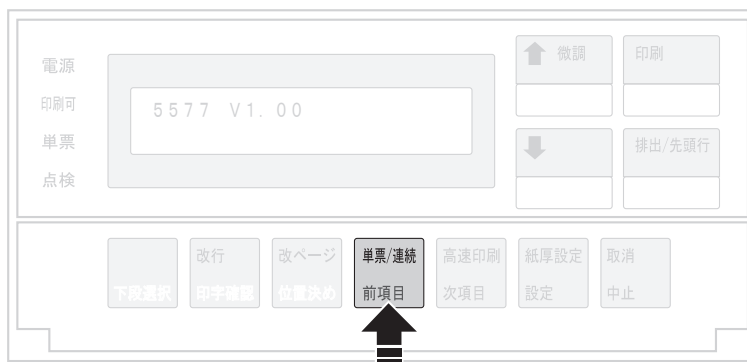 電源
印刷可
単票
点検
5577 V1.00
微調
印刷
排出/先頭行
下段選択
改行
印字確認
改ページ
位置決め
単票/連続
前項目
高速印刷
次項目
紙厚設定
設定
取消
中止